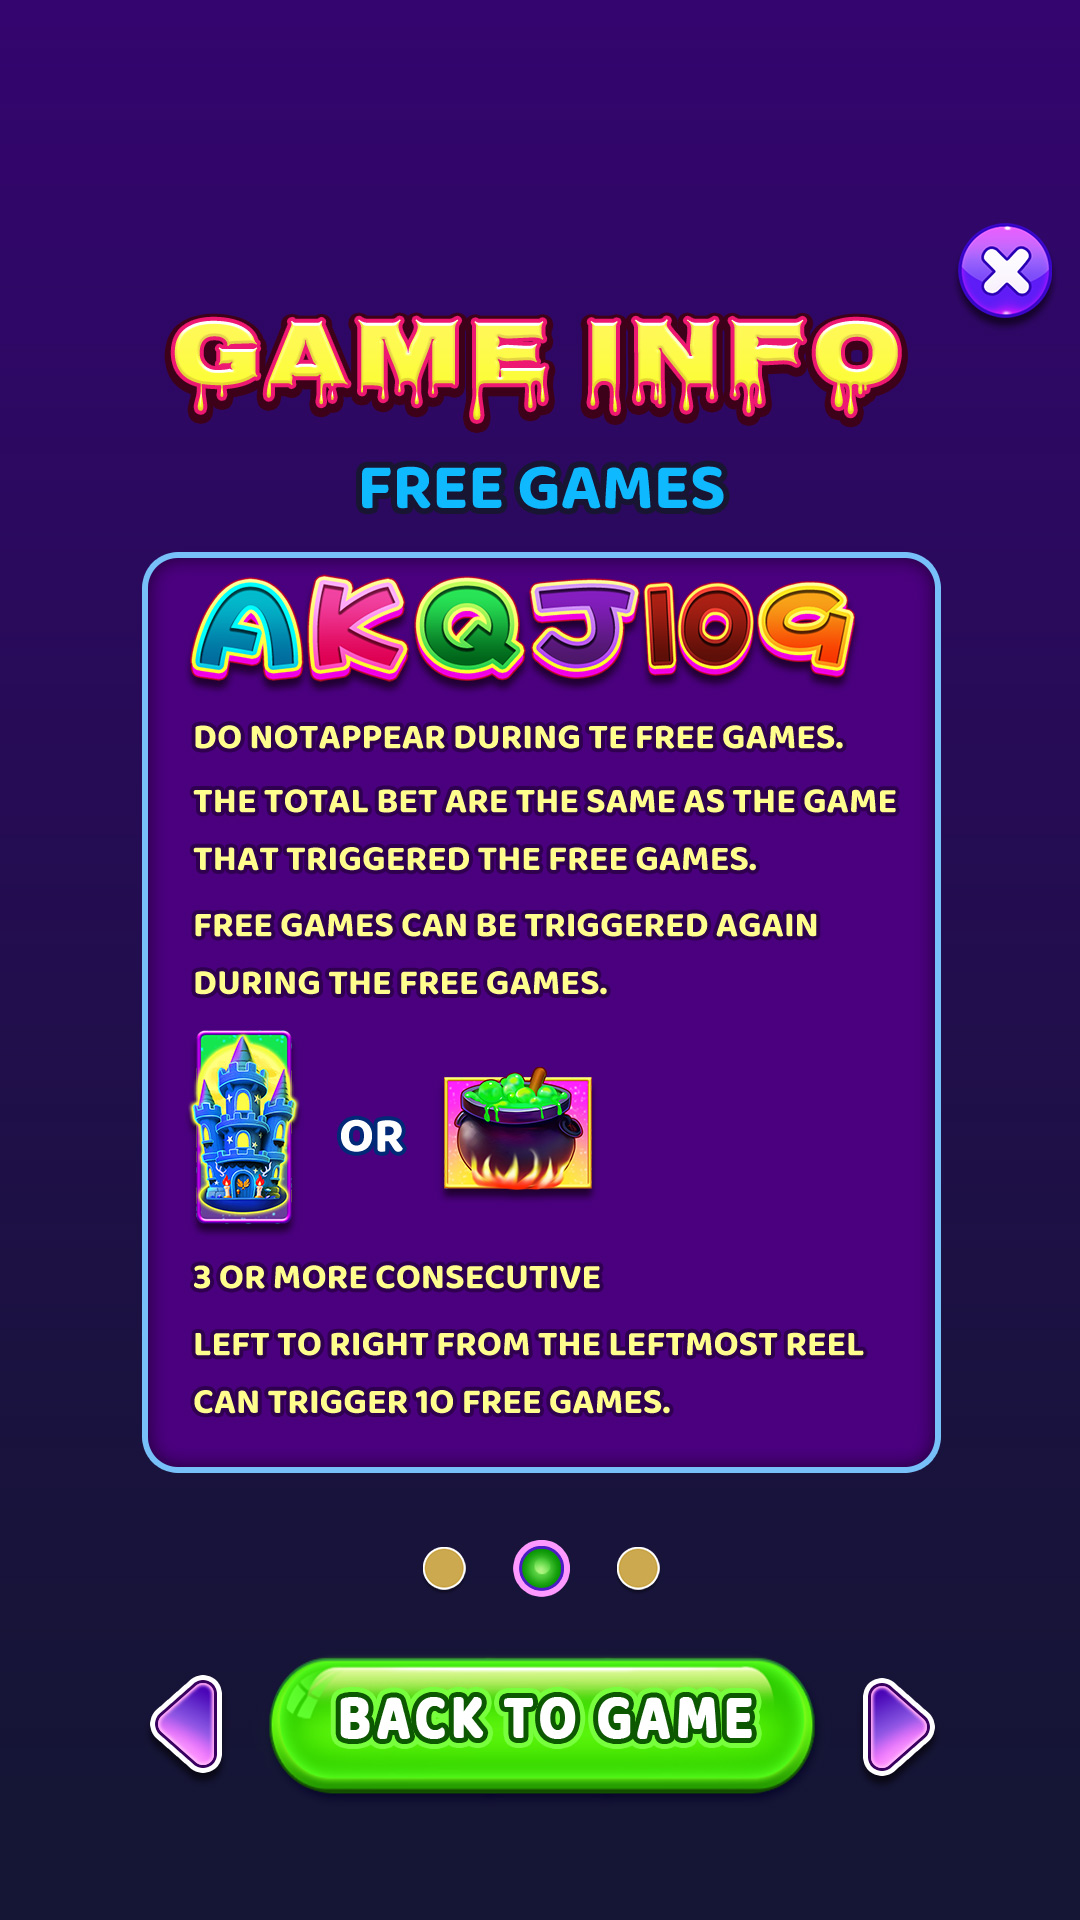 GAME INFO
FREE GAMES
A K Q J 10 9
DO NOTAPPEAR DURING TE FREE GAMES.
THE TOTAL BET ARE THE SAME AS THE GAME
THAT TRIGGERED THE FREE GAMES.
FREE GAMES CAN BE TRIGGERED AGAIN
DURING THE FREE GAMES.
OR
3 OR MORE CONSECUTIVE
LEFT TO RIGHT FROM THE LEFTMOST REEL
CAN TRIGGER 10 FREE GAMES.
BACK TO GAME